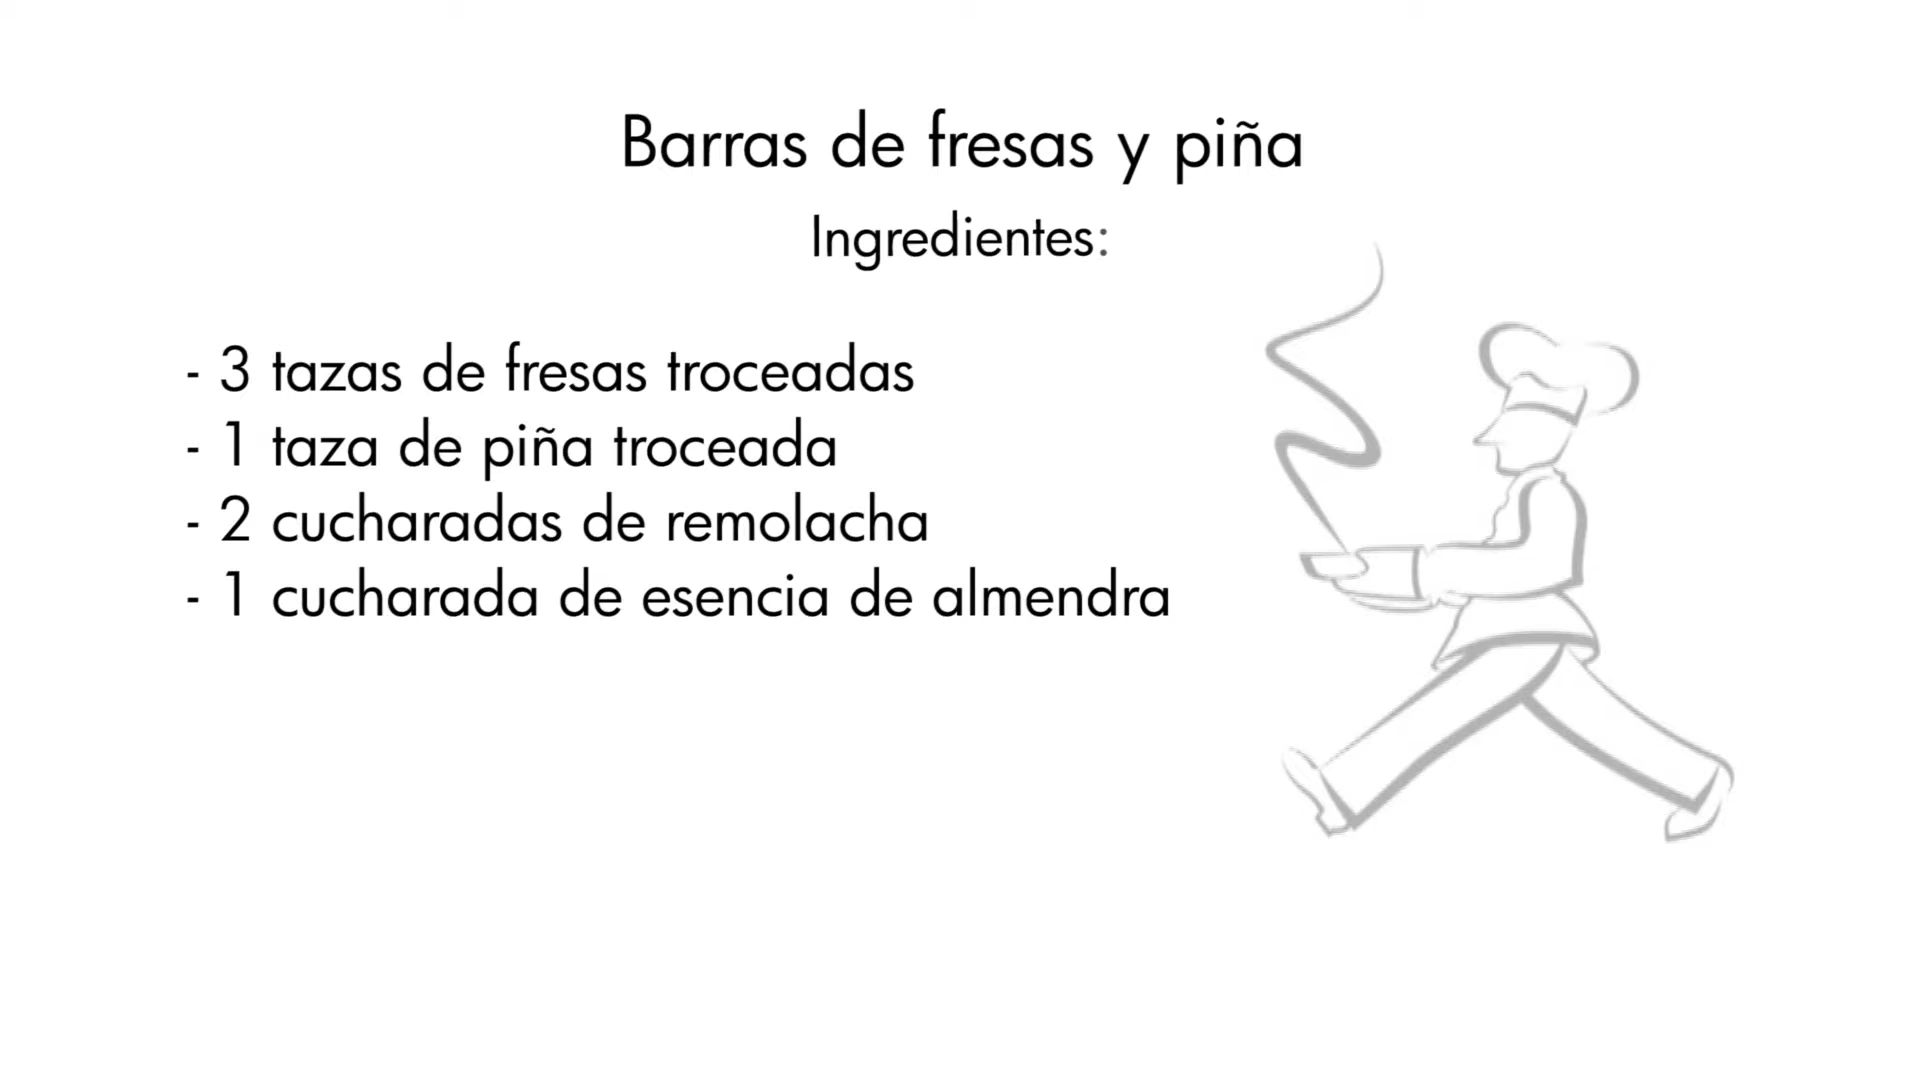 Barras de fresas y piña
Ingredientes:
- 3 tazas de fresas troceadas
- 1 taza de piña troceada
- 2 cucharadas de remolacha
- 1 cucharada de esencia de almendra